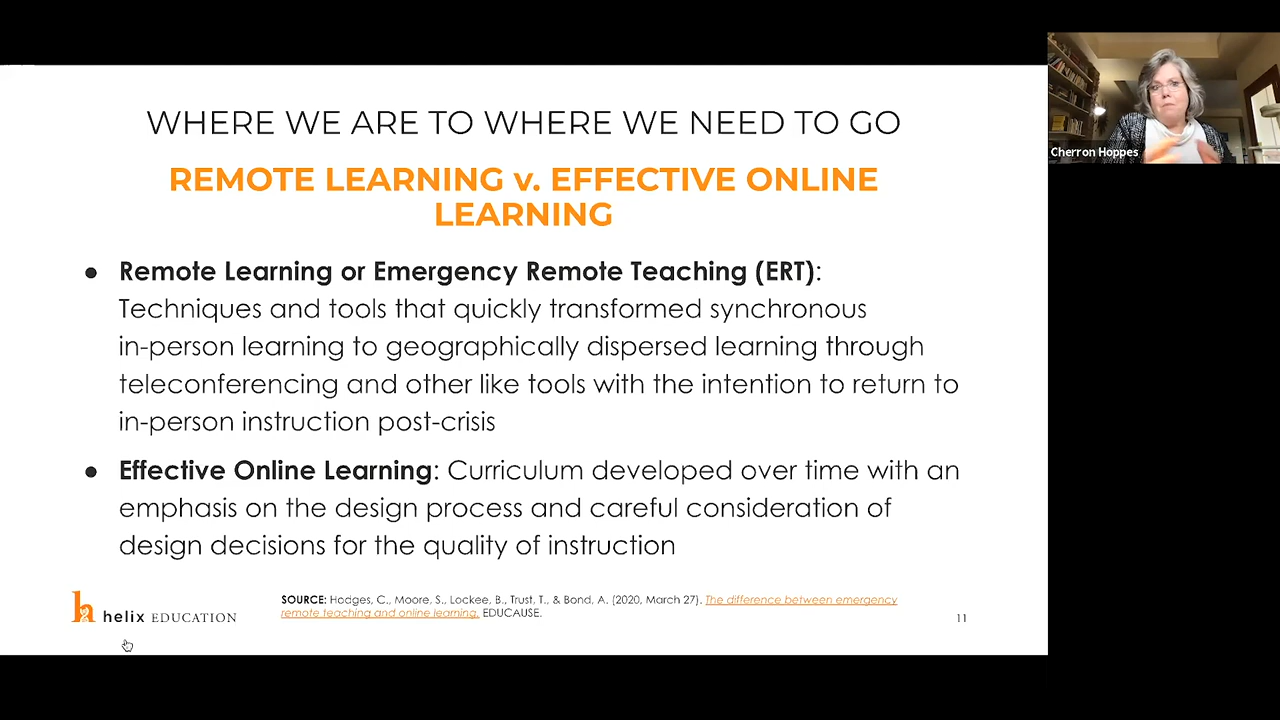 WHERE WE ARE TO WHERE WE NEED TO GO
REMOTE LEARNING v. EFFECTIVE ONLINE
LEARNING
● Remote Learning or Emergency Remote Teaching (ERT):
Techniques and tools that quickly transformed synchronous
in-person learning to geographically dispersed learning through
teleconferencing and other like tools with the intention to return to
in-person instruction post-crisis
● Effective Online Learning: Curriculum developed over time with an
emphasis on the design process and careful consideration of
design decisions for the quality of instruction
SOURCE: Hodges, C., Moore, S., Lockee, B., Trust, T., & Bond, A. (2020, March 27). The difference between emergency
remote teaching and online learning. EDUCAUSE.
helix EDUCATION
11
Cherron Hoppes